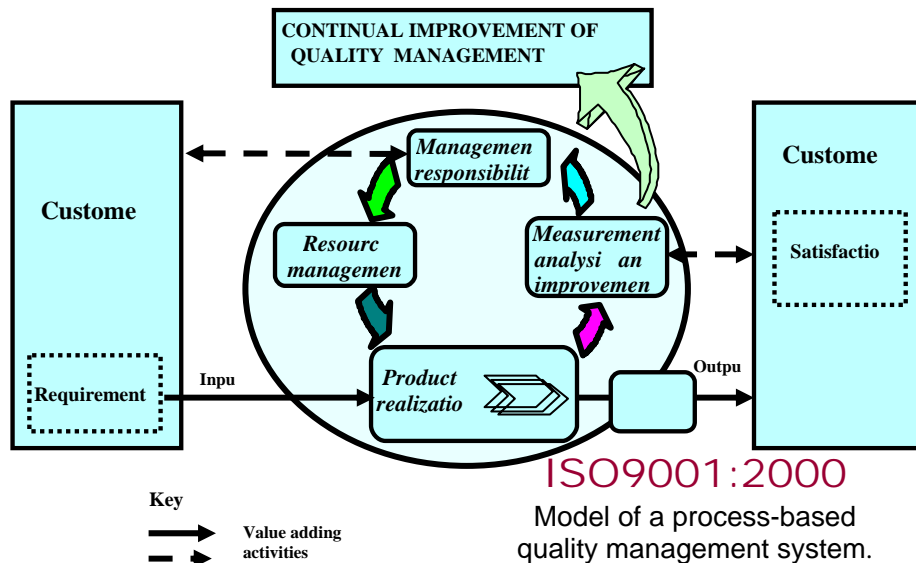 CONTINUAL IMPROVEMENT OF
QUALITY MANAGEMENT
Custome
Requirement
Inpu
Managemen
responsibilit
Resourc
managemen
Measurement
analysi an
improvemen
Product
realizatio
Outpu
Custome
Satisfactio
ISO9001:2000
Model of a process-based
quality management system.
Key
Value adding
activities